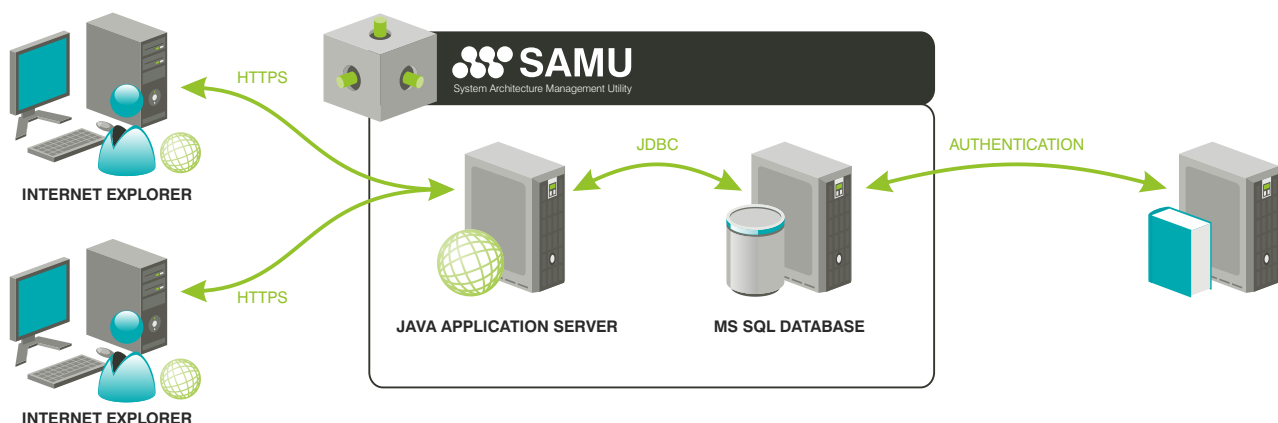 SAMU
System Architecture Management Utility
HTTPS
INTERNET EXPLORER
HTTPS
INTERNET EXPLORER
JDBC
AUTHENTICATION
JAVA APPLICATION SERVER
MS SQL DATABASE